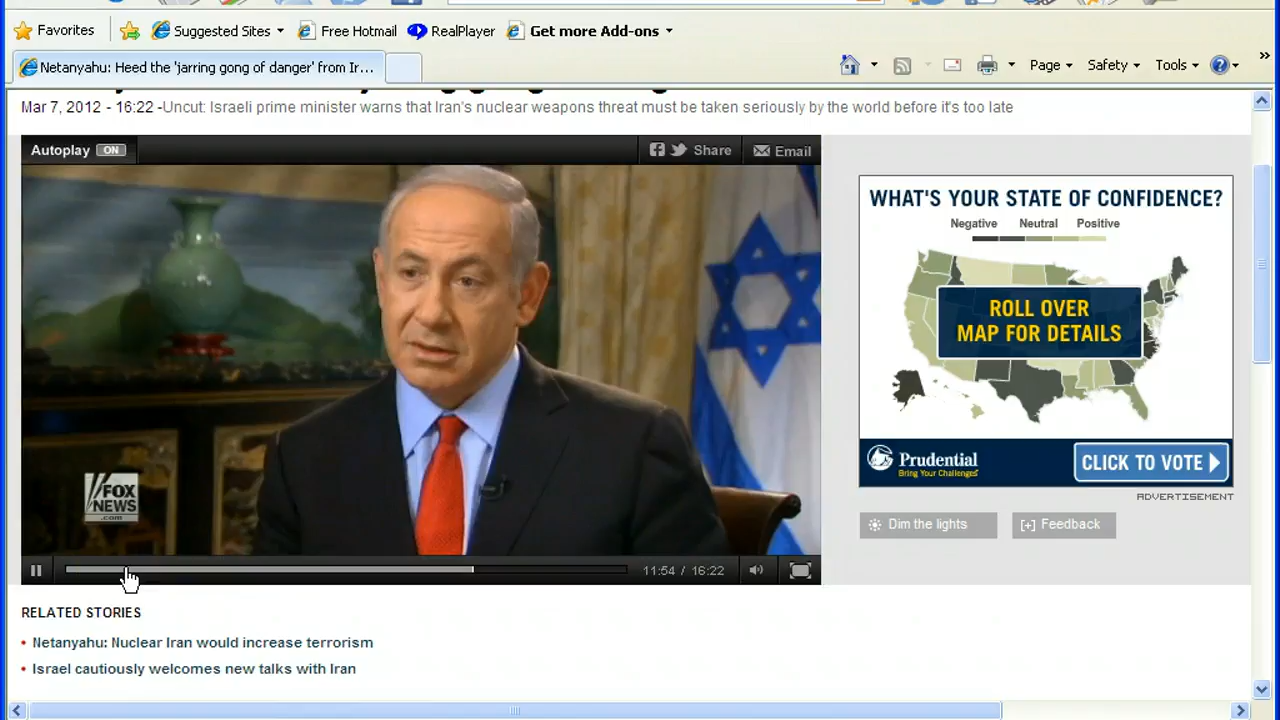 Favorites
Suggested Sites
Free Hotmail
RealPlayer
Get more Add-ons
Netanyahu: Heed the 'jarring gong of danger' from Ir...
Page
Safety
Tools
Mar 7, 2012 - 16:22 -Uncut: Israeli prime minister warns that Iran's nuclear weapons threat must be taken seriously by the world before it's too late
Autoplay ON
Share
Email
WHAT'S YOUR STATE OF CONFIDENCE?
Negative Neutral Positive
ROLL OVER
MAP FOR DETAILS
Prudential
Bring Your Challenges
CLICK TO VOTE
ADVERTISEMENT
FOX
NEWS
.com
11:54 / 16:22
Dim the lights
[+] Feedback
RELATED STORIES
• Netanyahu: Nuclear Iran would increase terrorism
• Israel cautiously welcomes new talks with Iran